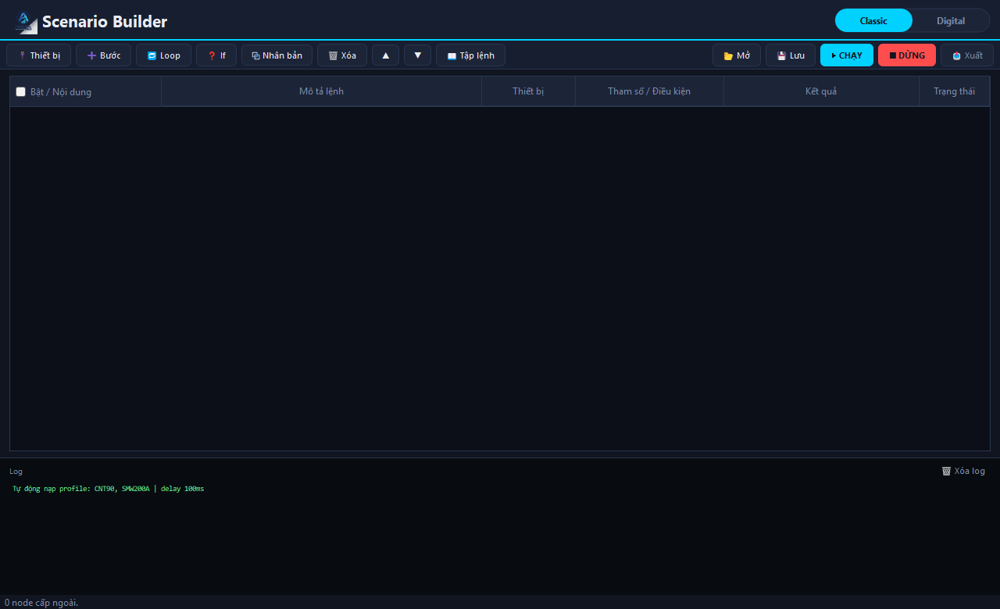 Scenario Builder
Classic
Digital
Thiết bị
Bước
Loop
If
Nhân bản
Xóa
▲
▼
Tập lệnh
Mở
Lưu
CHẠY
DỪNG
Xuất
Bật / Nội dung
Mô tả lệnh
Thiết bị
Tham số / Điều kiện
Kết quả
Trạng thái
Log
Xóa log
Tự động nạp profile: CNT90, SMW200A | delay 100ms
0 node cấp ngoài.